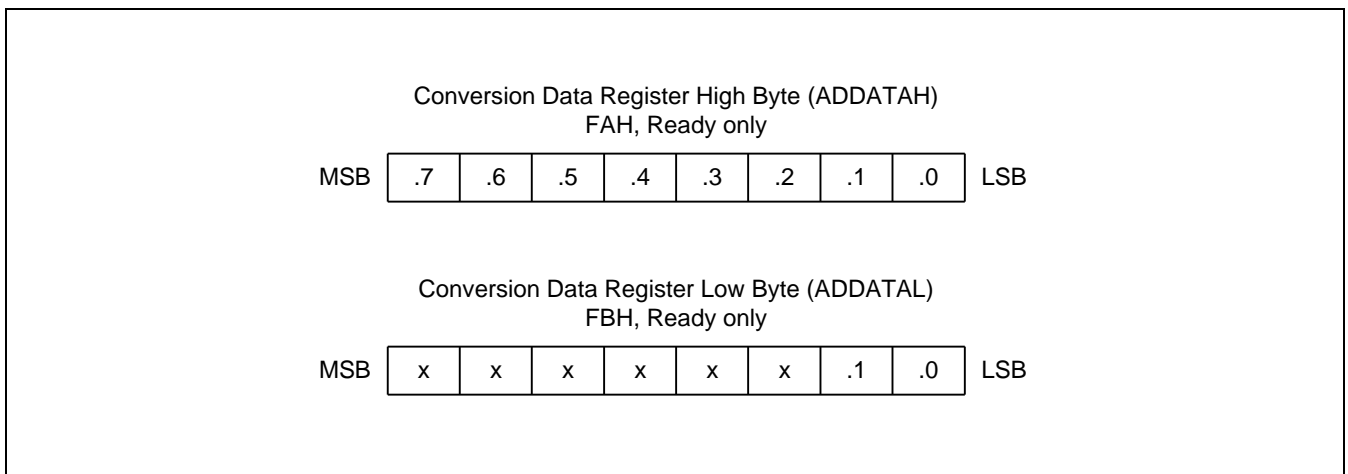 Conversion Data Register High Byte (ADDATAH)
FAH, Ready only
MSB .7 .6 .5 .4 .3 .2 .1 .0 LSB
Conversion Data Register Low Byte (ADDATAL)
FBH, Ready only
MSB x x x x x x .1 .0 LSB